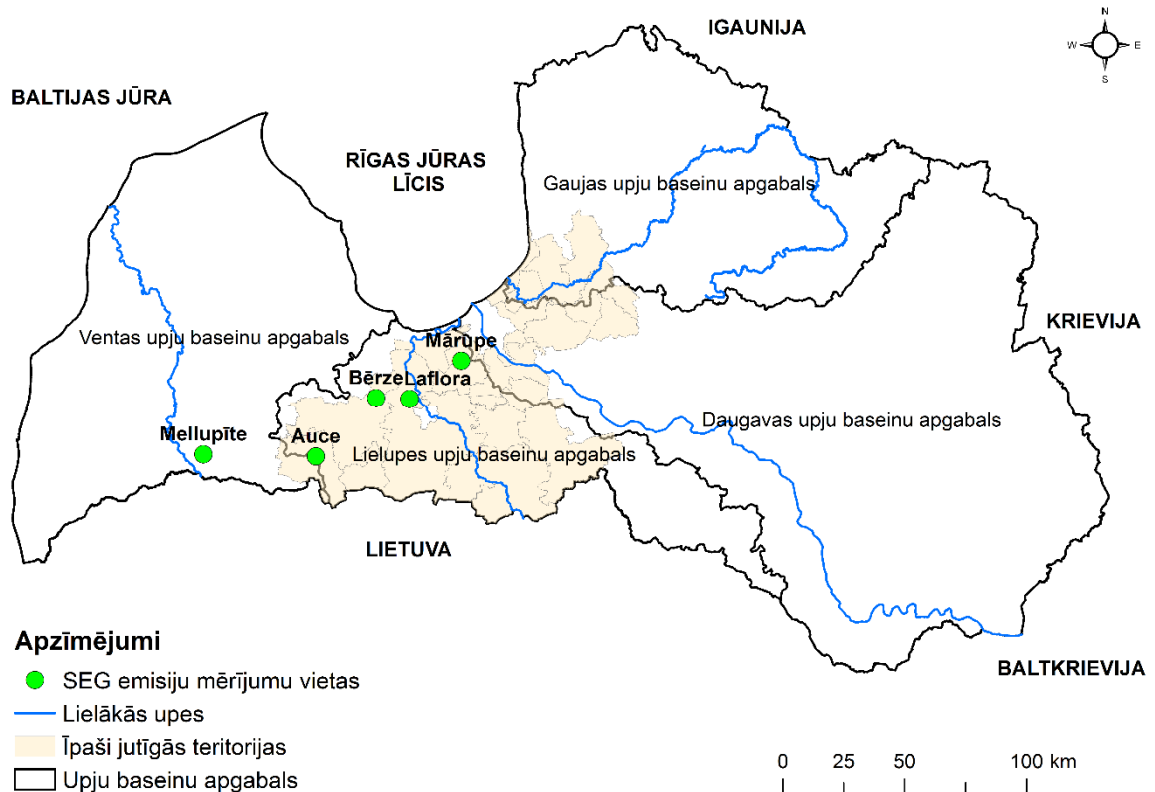 IGAUNIJA
N
W
E
S
BALTIJAS JŪRA
RĪGAS JŪRAS
LĪCIS
Gaujas upju baseinu apgabals
KRIEVIJA
Ventas upju baseinu apgabals
Mārupe
Bērze
Laflora
Daugavas upju baseinu apgabals
Mellupīte
Auce
Lielupes upju baseinu apgabals
LIETUVA
BALTKRIEVIJA
Apzīmējumi
SEG emisiju mērījumu vietas
Lielākās upes
Īpaši jutīgās teritorijas
Upju baseinu apgabals
0 25 50 100 km